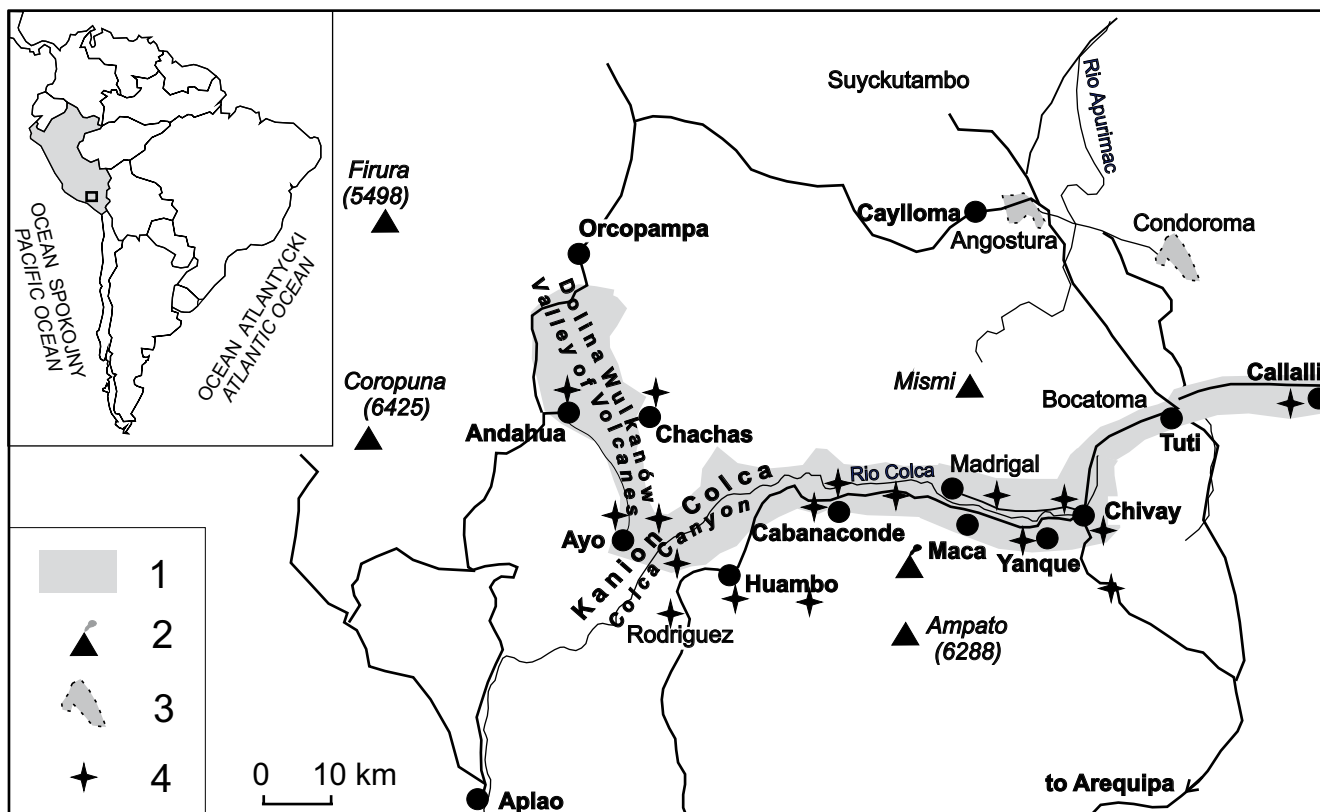 OCEAN SPOKOJNY
PACIFIC OCEAN
OCEAN ATLANTYCKI
ATLANTIC OCEAN
Suyckutambo
Rio Apurimac
Firura
(5498)
Caylloma
Angostura
Condoroma
Orcopampa
Dolina Wulkanów
Valley of Volcanes
Coropuna
(6425)
Mismi
Callalli
Bocatoma
Tuti
Andahua
Chachas
Kanion Colca
Colca Canyon
Rio Colca
Madrigal
Chivay
Ayo
Cabanaconde
Maca
Yanque
Huambo
Rodriguez
Ampato
(6288)
1
2
3
4
0 10 km
Aplao
to Arequipa